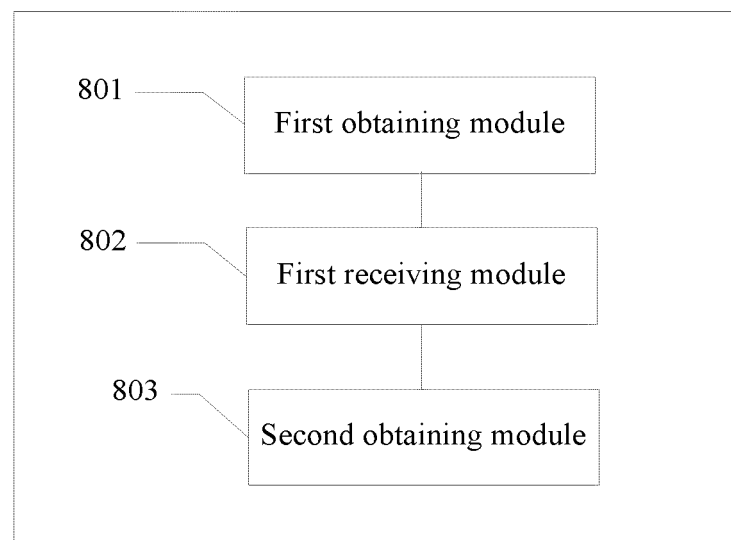 801
First obtaining module
802
First receiving module
803
Second obtaining module